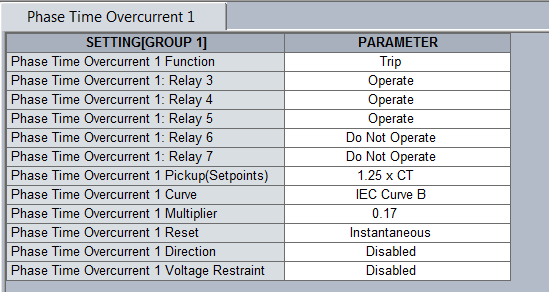 Phase Time Overcurrent 1
SETTING[GROUP 1] PARAMETER
Phase Time Overcurrent 1 Function Trip
Phase Time Overcurrent 1: Relay 3 Operate
Phase Time Overcurrent 1: Relay 4 Operate
Phase Time Overcurrent 1: Relay 5 Operate
Phase Time Overcurrent 1: Relay 6 Do Not Operate
Phase Time Overcurrent 1: Relay 7 Do Not Operate
Phase Time Overcurrent 1 Pickup(Setpoints) 1.25 x CT
Phase Time Overcurrent 1 Curve IEC Curve B
Phase Time Overcurrent 1 Multiplier 0.17
Phase Time Overcurrent 1 Reset Instantaneous
Phase Time Overcurrent 1 Direction Disabled
Phase Time Overcurrent 1 Voltage Restraint Disabled